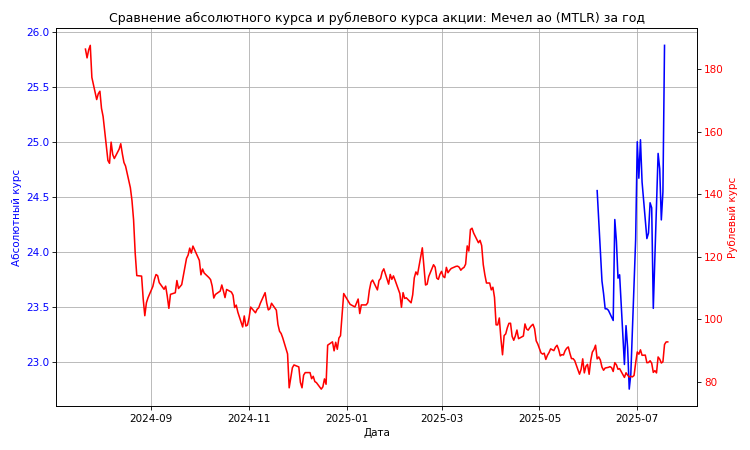 Сравнение абсолютного курса и рублевого курса акции: Мечел ао (MTLR) за год
26.0
25.5
25.0
24.5
24.0
23.5
23.0
Абсолютный курс
180
160
140
120
100
80
Рублевый курс
2024-09 2024-11 2025-01 2025-03 2025-05 2025-07
Дата